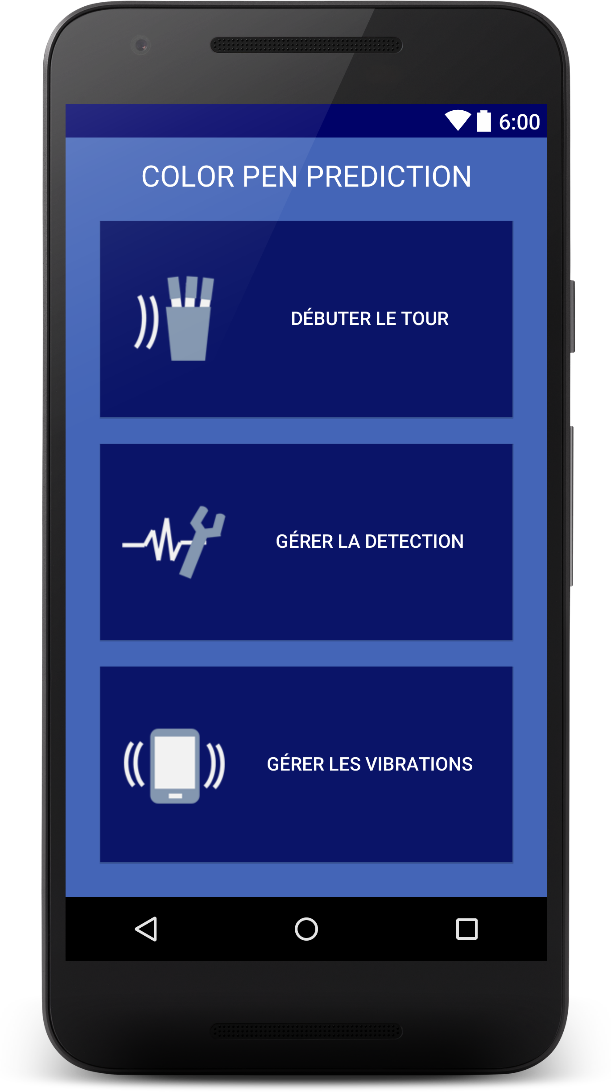 6:00
COLOR PEN PREDICTION
DÉBUTER LE TOUR
GÉRER LA DETECTION
GÉRER LES VIBRATIONS